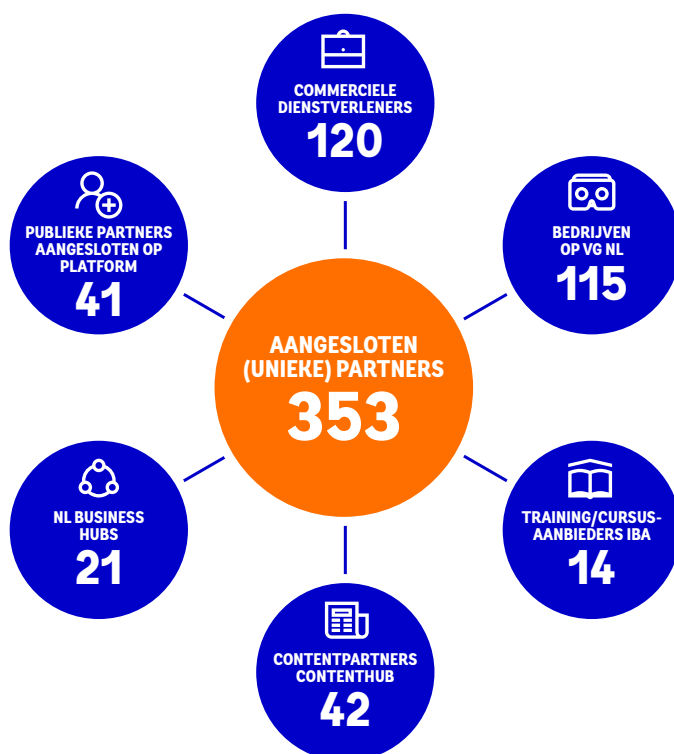 COMMERCIELE
DIENSTVERLENERS
120
PUBLIEKE PARTNERS
AANGESLOTEN OP
PLATFORM
41
BEDRIJVEN
OP VG NL
115
AANGESLOTEN
(UNIEKE) PARTNERS
353
NL BUSINESS
HUBS
21
TRAINING/CURSUS-
AANBIEDERS IBA
14
CONTENTPARTNERS
CONTENTHUB
42